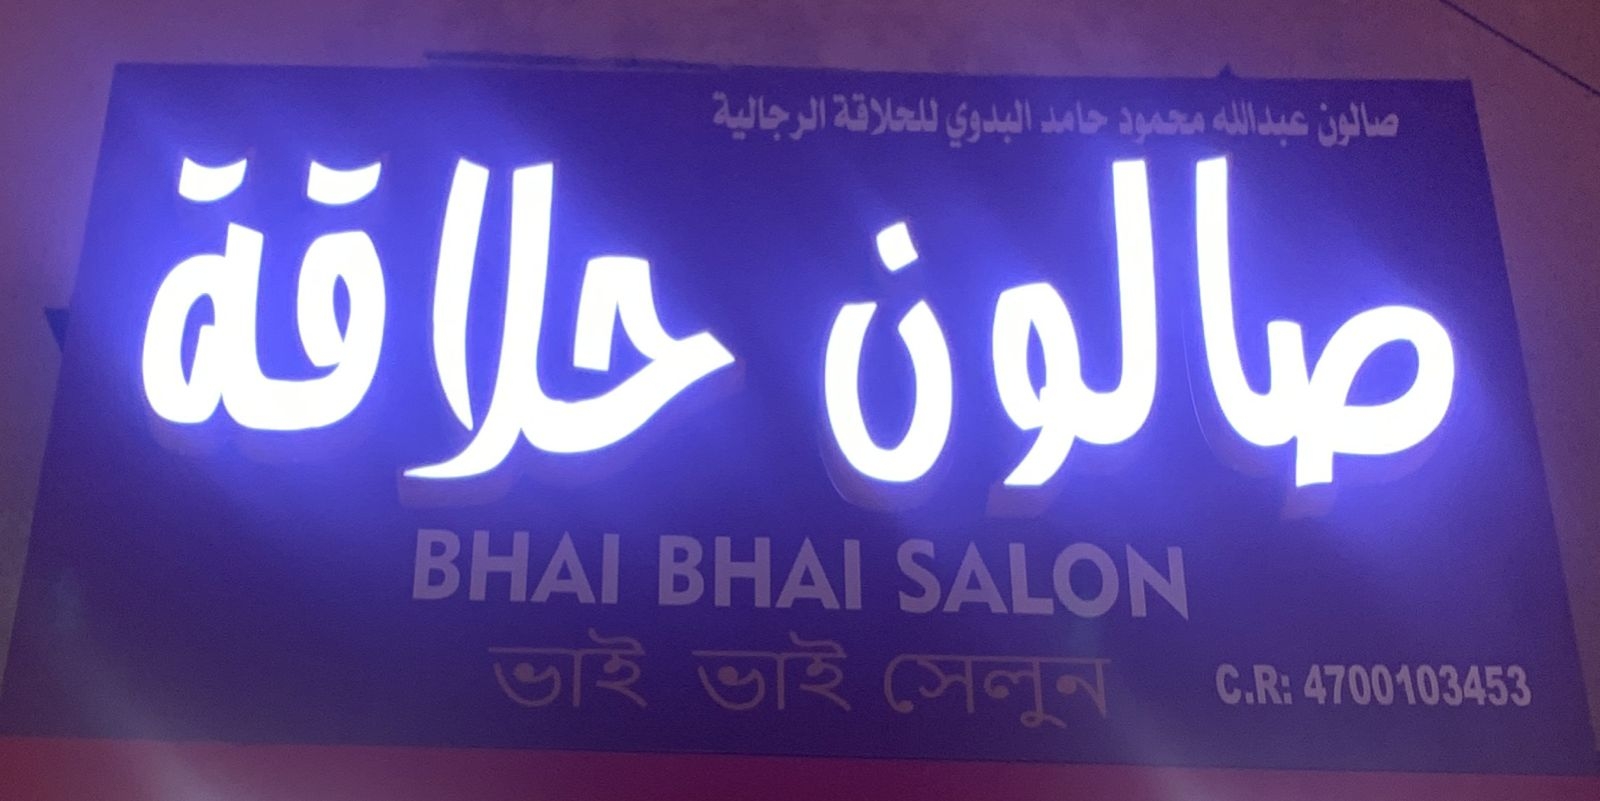 صالون عبدالله محمود حامد البدوي للحلاقة الرجالية
صالون حلاقة
BHAI BHAI SALON
ভাই ভাই সেলুন
C.R: 4700103453